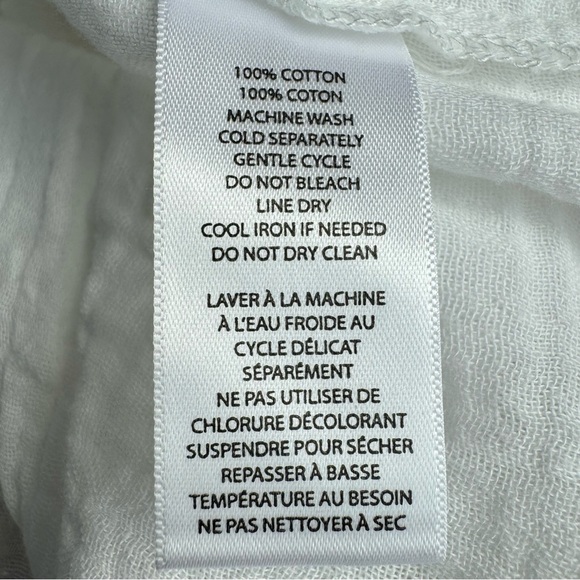 100% COTTON
100% COTON
MACHINE WASH
COLD SEPARATELY
GENTLE CYCLE
DO NOT BLEACH
LINE DRY
COOL IRON IF NEEDED
DO NOT DRY CLEAN
LAVER À LA MACHINE
À L'EAU FROIDE AU
CYCLE DÉLICAT
SÉPARÉMENT
NE PAS UTILISER DE
CHLORURE DÉCOLORANT
SUSPENDRE POUR SÉCHER
REPASSER À BASSE
TEMPÉRATURE AU BESOIN
NE PAS NETTOYER À SEC